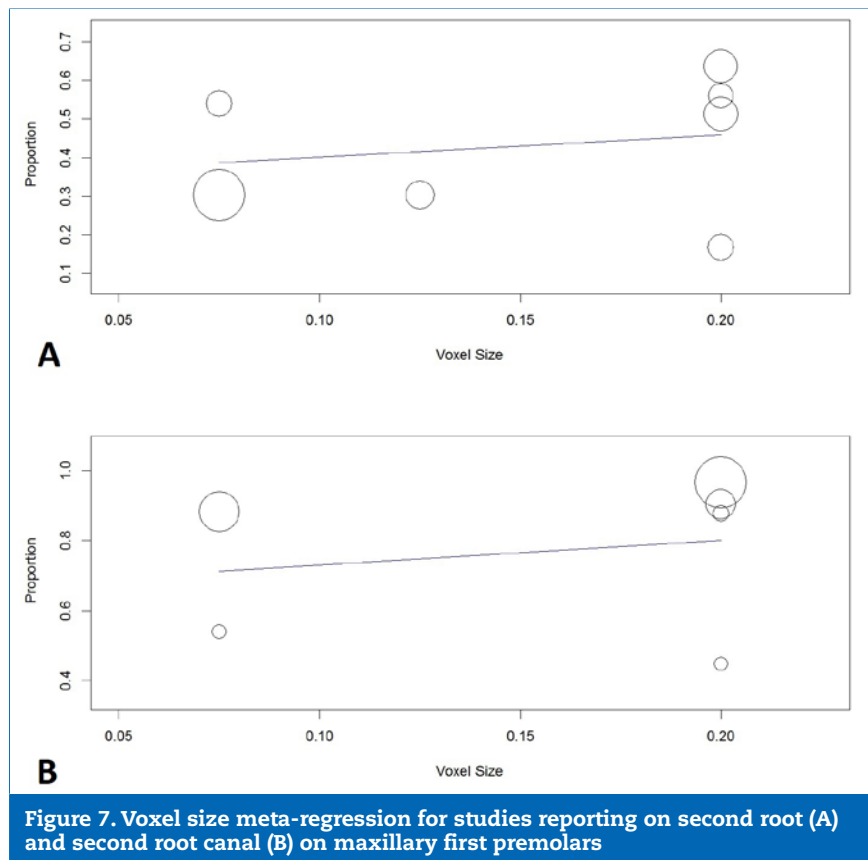 0.7
0.6
0.5
0.4
0.3
0.2
0.1
Proportion
0.05 0.10 0.15 0.20
Voxel Size
A
1.0
0.8
0.6
0.4
Proportion
0.05 0.10 0.15 0.20
Voxel Size
B
Figure 7. Voxel size meta-regression for studies reporting on second root (A)
and second root canal (B) on maxillary first premolars